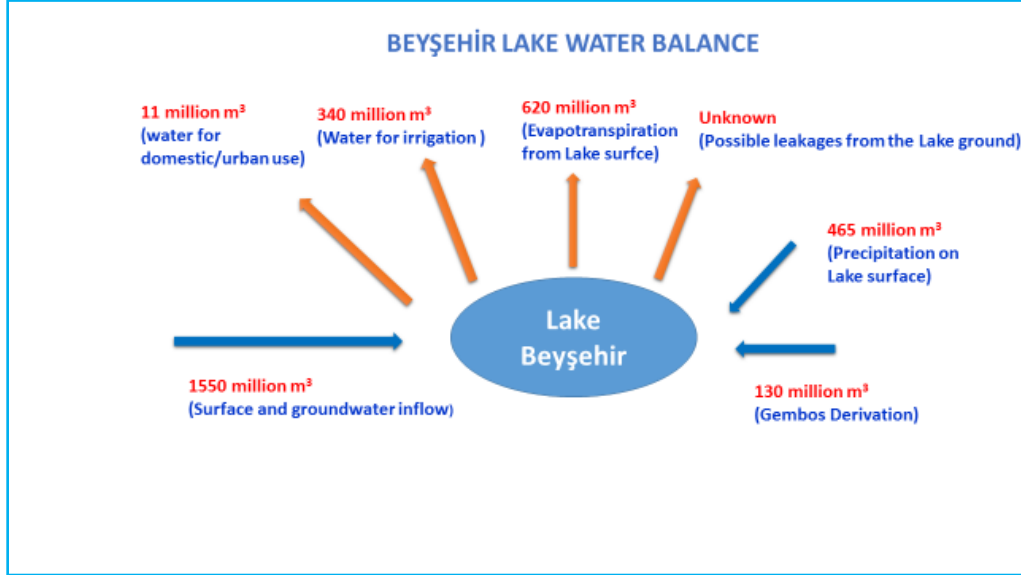 BEYŞEHİR LAKE WATER BALANCE
11 million m³
(water for
domestic/urban use)
340 million m³
(Water for irrigation )
620 million m³
(Evapotranspiration
from Lake surfce)
Unknown
(Possible leakages from the Lake ground)
465 million m³
(Precipitation on
Lake surface)
Lake
Beyşehir
1550 million m³
(Surface and groundwater inflow)
130 million m³
(Gembos Derivation)